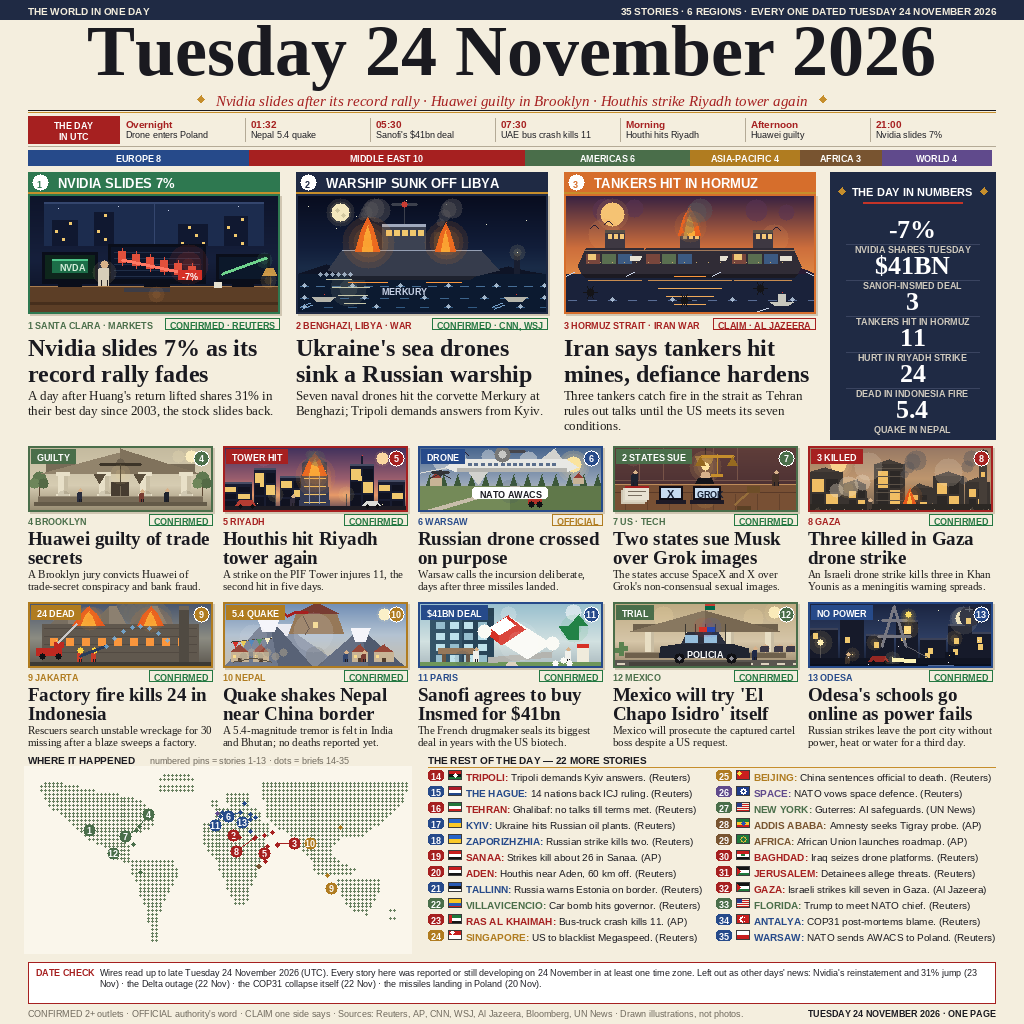 THE WORLD IN ONE DAY
35 STORIES · 6 REGIONS · EVERY ONE DATED TUESDAY 24 NOVEMBER 2026
Tuesday 24 November 2026
Nvidia slides after its record rally · Huawei guilty in Brooklyn · Houthis strike Riyadh tower again
THE DAY
IN UTC
Overnight
Drone enters Poland
01:32
Nepal 5.4 quake
05:30
Sanofi's $41bn deal
07:30
UAE bus crash kills 11
Morning
Houthi hits Riyadh
Afternoon
Huawei guilty
21:00
Nvidia slides 7%
EUROPE 8
MIDDLE EAST 10
AMERICAS 6
ASIA-PACIFIC 4
AFRICA 3
WORLD 4
1 NVIDIA SLIDES 7%
NVDA
-7%
1 SANTA CLARA · MARKETS
CONFIRMED · REUTERS
Nvidia slides 7% as its
record rally fades
A day after Huang's return lifted shares 31% in
their best day since 2003, the stock slides back.
2 WARSHIP SUNK OFF LIBYA
MERKURY
2 BENGHAZI, LIBYA · WAR
CONFIRMED · CNN, WSJ
Ukraine's sea drones
sink a Russian warship
Seven naval drones hit the corvette Merkury at
Benghazi; Tripoli demands answers from Kyiv.
3 TANKERS HIT IN HORMUZ
3 HORMUZ STRAIT · IRAN WAR
CLAIM · AL JAZEERA
Iran says tankers hit
mines, defiance hardens
Three tankers catch fire in the strait as Tehran
rules out talks until the US meets its seven
conditions.
THE DAY IN NUMBERS
-7%
NVIDIA SHARES TUESDAY
$41BN
SANOFI-INSMED DEAL
3
TANKERS HIT IN HORMUZ
11
HURT IN RIYADH STRIKE
24
DEAD IN INDONESIA FIRE
5.4
QUAKE IN NEPAL
GUILTY
4
4 BROOKLYN
CONFIRMED
Huawei guilty of trade
secrets
A Brooklyn jury convicts Huawei of
trade-secret conspiracy and bank fraud.
TOWER HIT
5
5 RIYADH
CONFIRMED
Houthis hit Riyadh
tower again
A strike on the PIF Tower injures 11, the
second hit in five days.
DRONE
6
NATO AWACS
6 WARSAW
OFFICIAL
Russian drone crossed
on purpose
Warsaw calls the incursion deliberate,
days after three missiles landed.
2 STATES SUE
7
X
GROK
7 US · TECH
CONFIRMED
Two states sue Musk
over Grok images
The states accuse SpaceX and X over
Grok's non-consensual sexual images.
3 KILLED
8
8 GAZA
CONFIRMED
Three killed in Gaza
drone strike
An Israeli drone strike kills three in Khan
Younis as a meningitis warning spreads.
24 DEAD
9
9 JAKARTA
CONFIRMED
Factory fire kills 24 in
Indonesia
Rescuers search unstable wreckage for 30
missing after a blaze sweeps a factory.
5.4 QUAKE
10
10 NEPAL
CONFIRMED
Quake shakes Nepal
near China border
A 5.4-magnitude tremor is felt in India
and Bhutan; no deaths reported yet.
$41BN DEAL
11
11 PARIS
CONFIRMED
Sanofi agrees to buy
Insmed for $41bn
The French drugmaker seals its biggest
deal in years with the US biotech.
TRIAL
12
POLICIA
12 MEXICO
CONFIRMED
Mexico will try 'El
Chapo Isidro' itself
Mexico will prosecute the captured cartel
boss despite a US request.
NO POWER
13
13 ODESA
CONFIRMED
Odesa's schools go
online as power fails
Russian strikes leave the port city without
power, heat or water for a third day.
WHERE IT HAPPENED
numbered pins = stories 1-13 · dots = briefs 14-35
1
7
4
12
11
6
13
2
8
5
3
10
9
THE REST OF THE DAY — 22 MORE STORIES
14 TRIPOLI: Tripoli demands Kyiv answers. (Reuters)
15 THE HAGUE: 14 nations back ICJ ruling. (Reuters)
16 TEHRAN: Ghalibaf: no talks till terms met. (Reuters)
17 KYIV: Ukraine hits Russian oil plants. (Reuters)
18 ZAPORIZHZHIA: Russian strike kills two. (Reuters)
19 SANAA: Strikes kill about 26 in Sanaa. (AP)
20 ADEN: Houthis near Aden, 60 km off. (Reuters)
21 TALLINN: Russia warns Estonia on border. (Reuters)
22 VILLAVICENCIO: Car bomb hits governor. (Reuters)
23 RAS AL KHAIMAH: Bus-truck crash kills 11. (AP)
24 SINGAPORE: US to blacklist Megaspeed. (Reuters)
25 BEIJING: China sentences official to death. (Reuters)
26 SPACE: NATO vows space defence. (Reuters)
27 NEW YORK: Guterres: AI safeguards. (UN News)
28 ADDIS ABABA: Amnesty seeks Tigray probe. (AP)
29 AFRICA: African Union launches roadmap. (AP)
30 BAGHDAD: Iraq seizes drone platforms. (Reuters)
31 JERUSALEM: Detainees allege threats. (Reuters)
32 GAZA: Israeli strikes kill seven in Gaza. (Al Jazeera)
33 FLORIDA: Trump to meet NATO chief. (Reuters)
34 ANTALYA: COP31 post-mortems blame. (Reuters)
35 WARSAW: NATO sends AWACS to Poland. (Reuters)
DATE CHECK
Wires read up to late Tuesday 24 November 2026 (UTC). Every story here was reported or still developing on 24 November in at least one time zone. Left out as other days' news: Nvidia's reinstatement and 31% jump (23
Nov) · the Delta outage (22 Nov) · the COP31 collapse itself (22 Nov) · the missiles landing in Poland (20 Nov).
CONFIRMED 2+ outlets · OFFICIAL authority's word · CLAIM one side says · Sources: Reuters, AP, CNN, WSJ, Al Jazeera, Bloomberg, UN News · Drawn illustrations, not photos.
TUESDAY 24 NOVEMBER 2026 · ONE PAGE